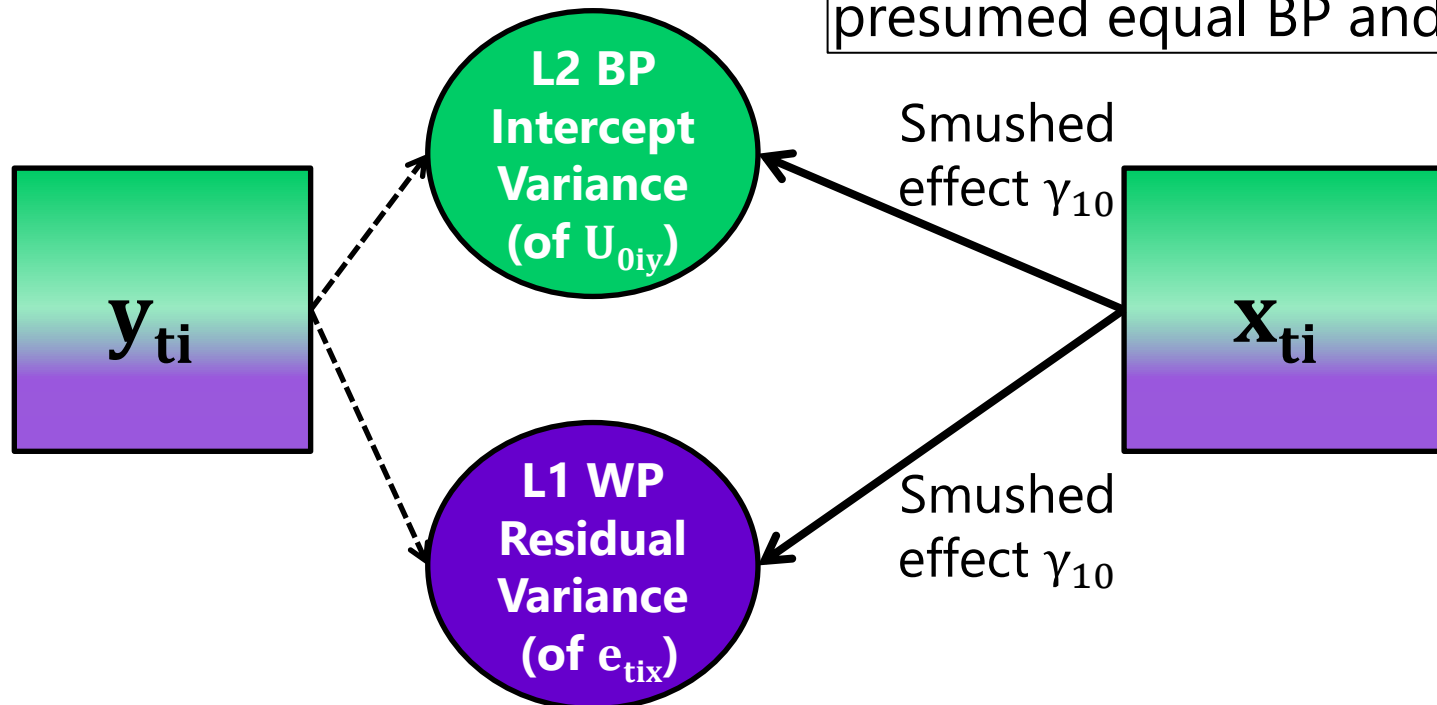 presumed equal BP and
L2 BP
Intercept
Variance
(of U₀ᵢᵧ)
Smushed
effect γ₁₀
yₜᵢ
xₜᵢ
L1 WP
Residual
Variance
(of eₜᵢₓ)
Smushed
effect γ₁₀